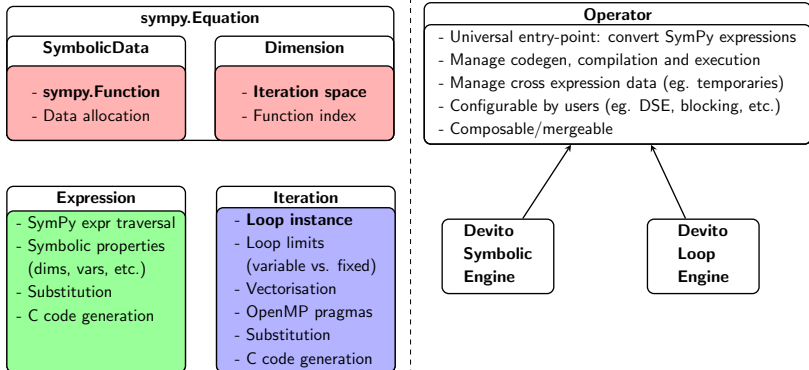 sympy.Equation
SymbolicData
- sympy.Function
- Data allocation
Dimension
- Iteration space
- Function index
Expression
- SymPy expr traversal
- Symbolic properties
(dims, vars, etc.)
- Substitution
- C code generation
Iteration
- Loop instance
- Loop limits
(variable vs. fixed)
- Vectorisation
- OpenMP pragmas
- Substitution
- C code generation
Operator
- Universal entry-point: convert SymPy expressions
- Manage codegen, compilation and execution
- Manage cross expression data (eg. temporaries)
- Configurable by users (eg. DSE, blocking, etc.)
- Composable/mergeable
Devito
Symbolic
Engine
Devito
Loop
Engine